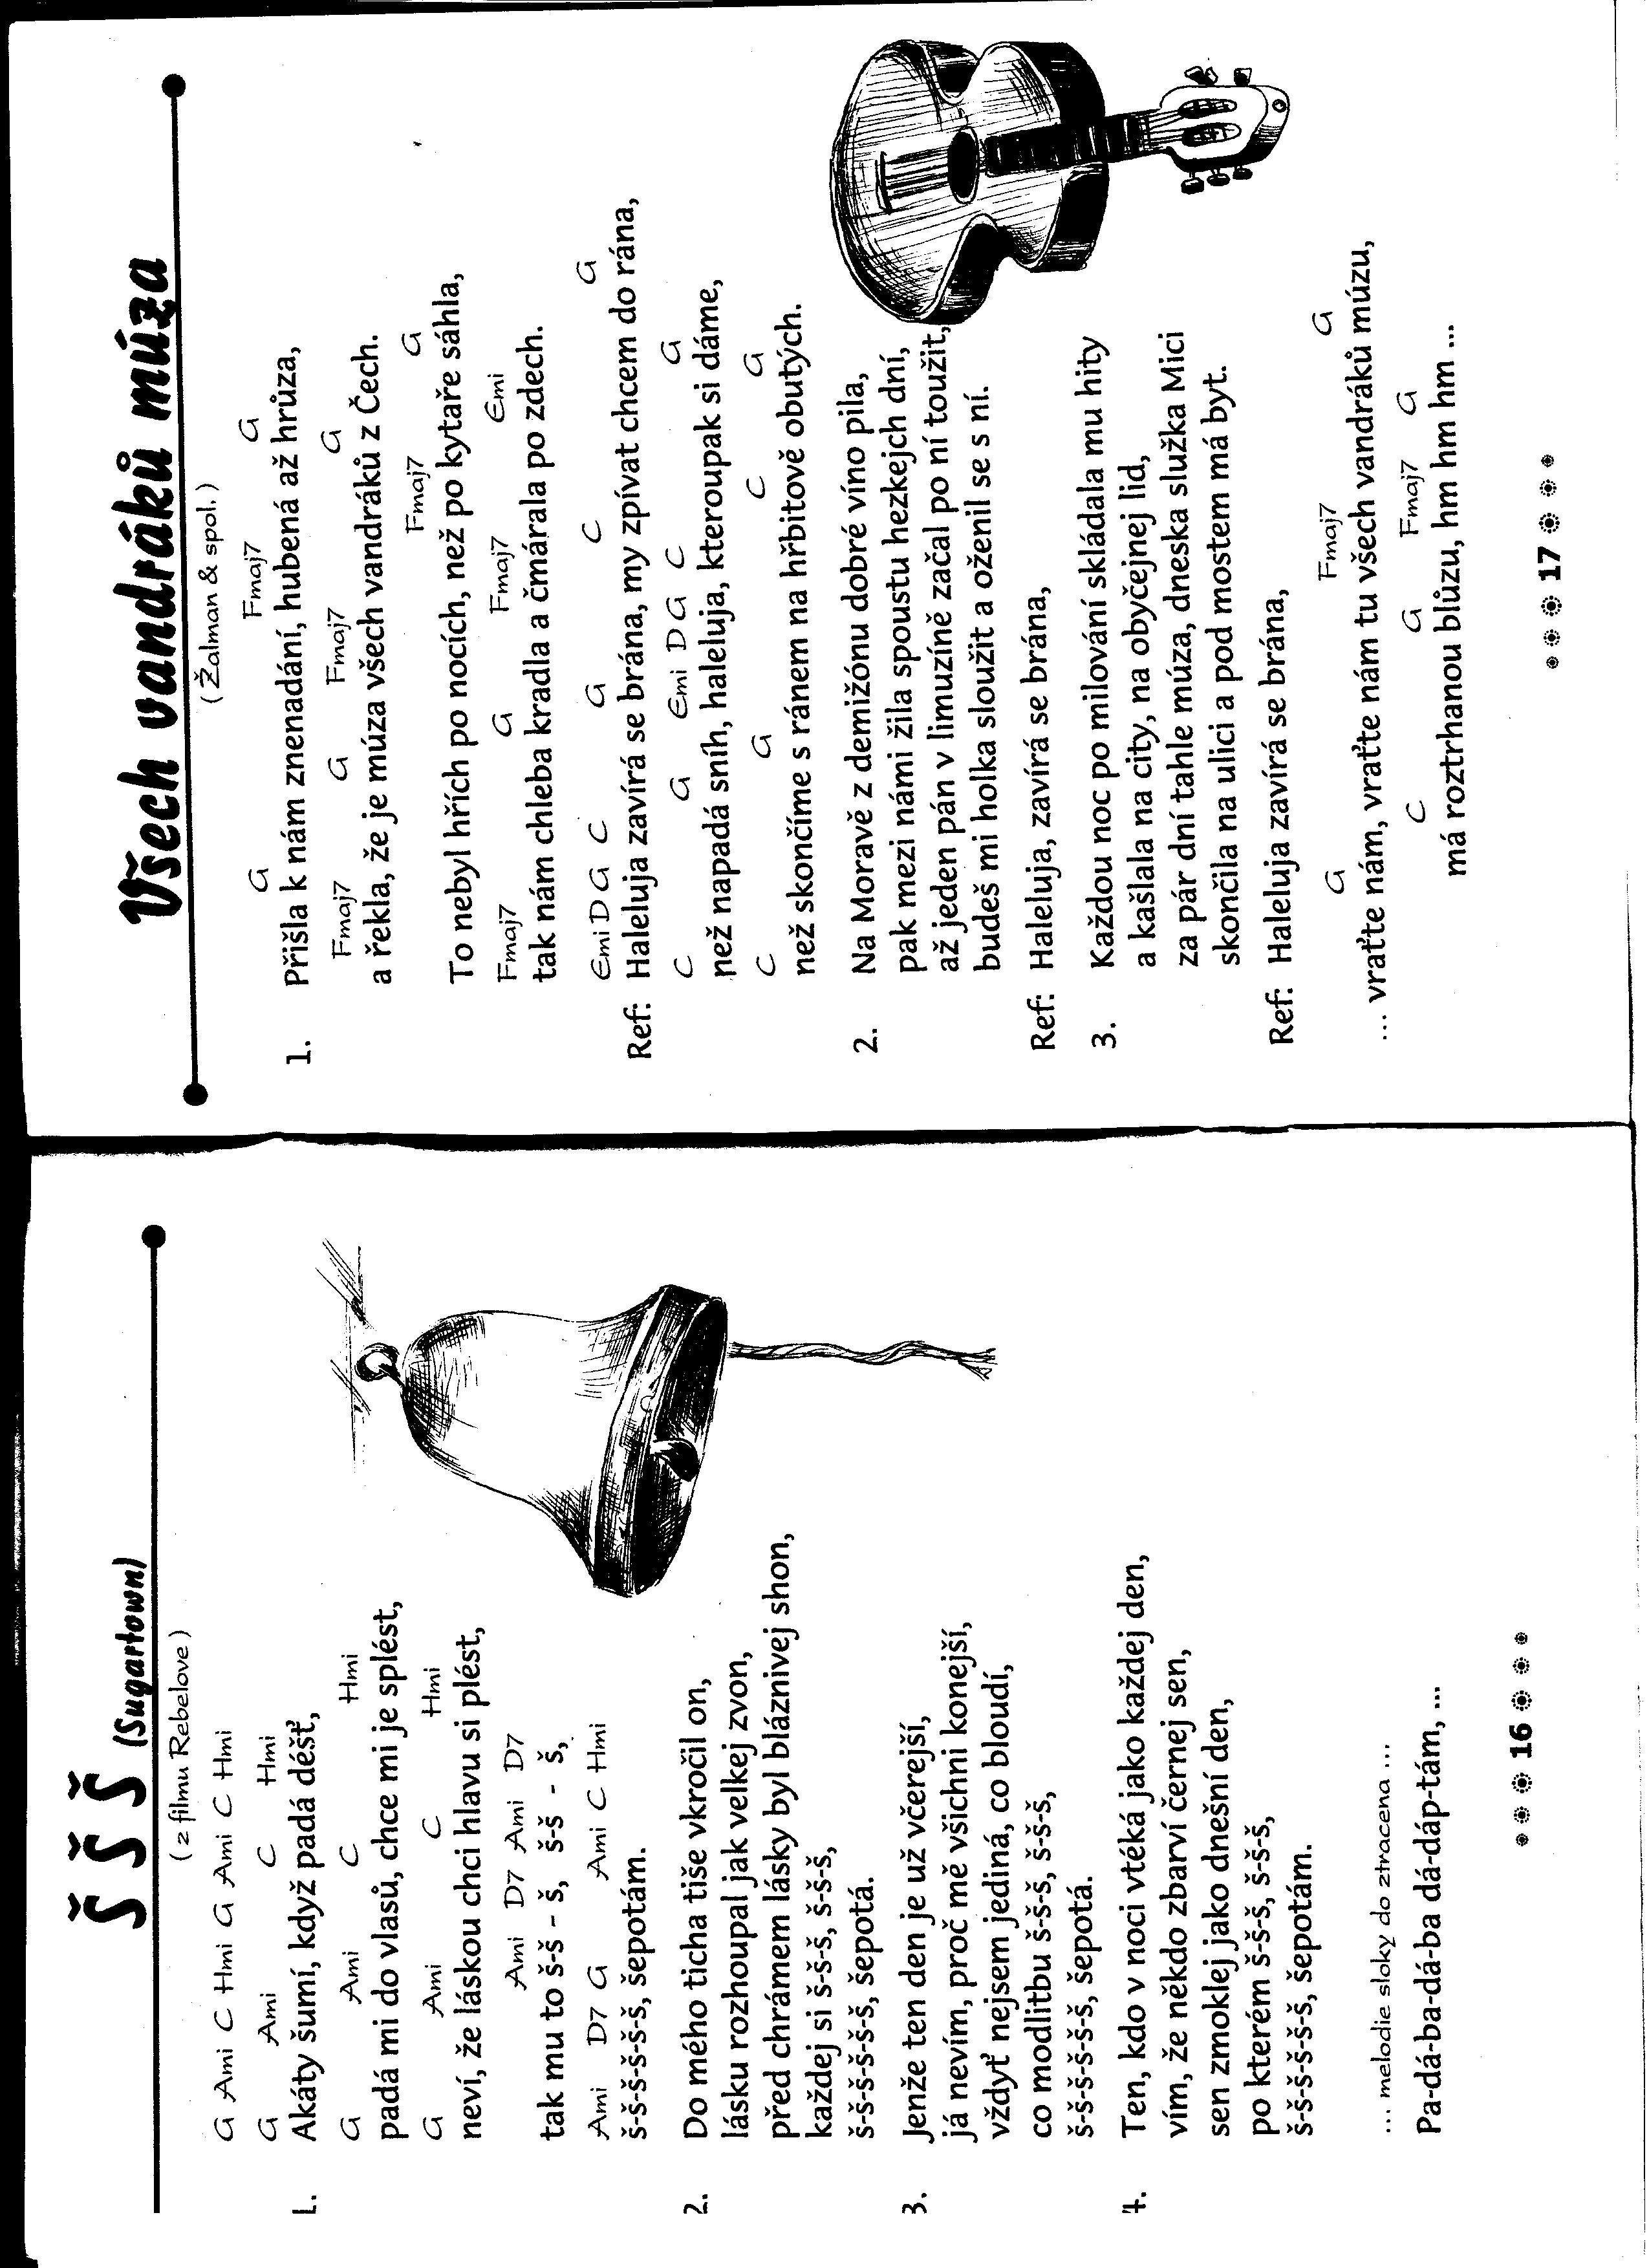 Š Š Š (Sugartown)
( z filmu Rebelove )
G Ami C Hmi G Ami C Hmi
G Ami C Hmi
1. Akáty šumí, když padá déšť,
G Ami C Hmi
padá mi do vlasů, chce mi je splést,
G Ami C Hmi
neví, že láskou chci hlavu si plést,
Ami D7 Ami D7
tak mu to š-š - š, š-š - š,
Ami D7 G Ami C Hmi
š-š-š-š-š-š, šepotám.
2. Do mého ticha tiše vkročil on,
lásku rozhoupal jak velkej zvon,
před chrámem lásky byl bláznivej shon,
každej si š-š-š, š-š-š,
š-š-š-š-š-š, šepotá.
3. Jenže ten den je už včerejší,
já nevím, proč mě všichni konejší,
vždyť nejsem jediná, co bloudí,
co modlitbu š-š-š, š-š-š,
š-š-š-š-š-š, šepotá.
4. Ten, kdo v noci vtéká jako každej den,
vím, že někdo zbarví černej sen,
sen zmoklej jako dnešní den,
po kterém š-š-š, š-š-š,
š-š-š-š-š-š, šepotám.
... melodie sloky do ztracena ...
Pa-dá-ba-dá-ba dá-dáp-tám, ...
16
Všech vandráků múza
( Žalman & spol. )
G Fmaj7 G
1. Přišla k nám znenadání, hubená až hrůza,
Fmaj7 G Fmaj7 Fmaj7 G
a řekla, že je múza všech vandráků z Čech.
Fmaj7 G
To nebyl hřích po nocích, než po kytaře sáhla,
Fmaj7 G Fmaj7 Emi
tak nám chleba kradla a čmárala po zdech.
Emi D G C G C G
Ref: Haleluja zavírá se brána, my zpívat chcem do rána,
C G Emi D G C G
než napadá sníh, haleluja, kteroupak si dáme,
C G C G
než skončíme s ránem na hřbitově obutých.
2. Na Moravě z demižónu dobré víno pila,
pak mezi námi žila spoustu hezkejch dní,
až jeden pán v limuzíně začal po ní toužit,
budeš mi holka sloužit a oženil se s ní.
Ref: Haleluja, zavírá se brána,
3. Každou noc po milování skládala mu hity
a kašlala na city, na obyčejnej lid,
za pár dní tahle múza, dneska služka Mici
skončila na ulici a pod mostem má byt.
Ref: Haleluja zavírá se brána,
G Fmaj7 G
... vraťte nám, vraťte nám tu všech vandráků múzu,
C G Fmaj7 G
má roztrhanou blůzu, hm hm hm ...
17